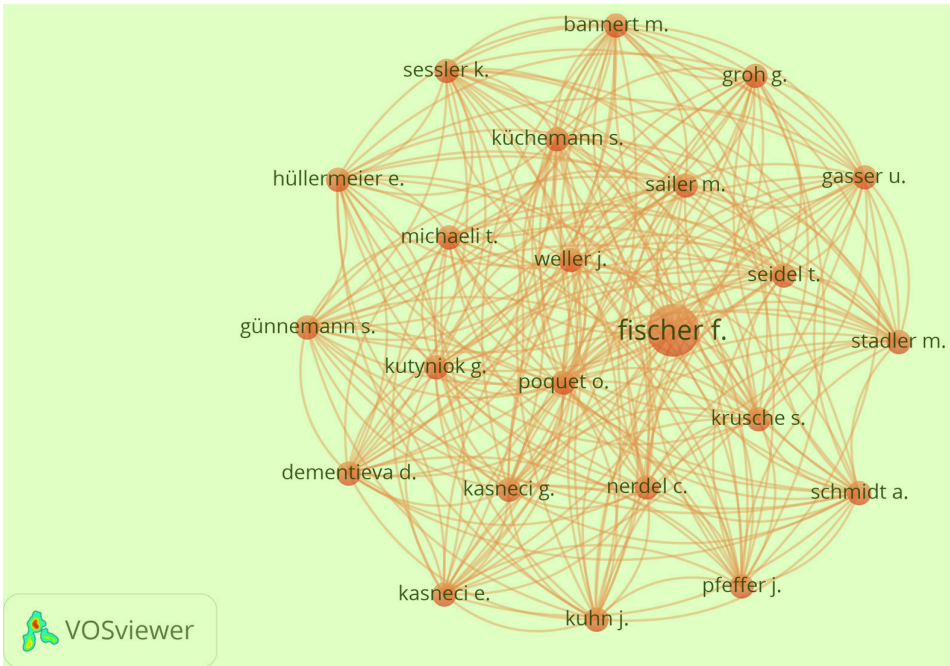 bannert m.
sessler k.
groh g.
küchemann s.
hüllermeier e.
sailer m.
gasser u.
michaeli t.
weller j.
seidel t.
günnemann s.
fischer f.
stadler m.
kutyniok g.
poquet o.
krusche s.
dementieva d.
kasneci g.
nerdel c.
schmidt a.
kasneci e.
pfeffer j.
kuhn j.
VOSviewer